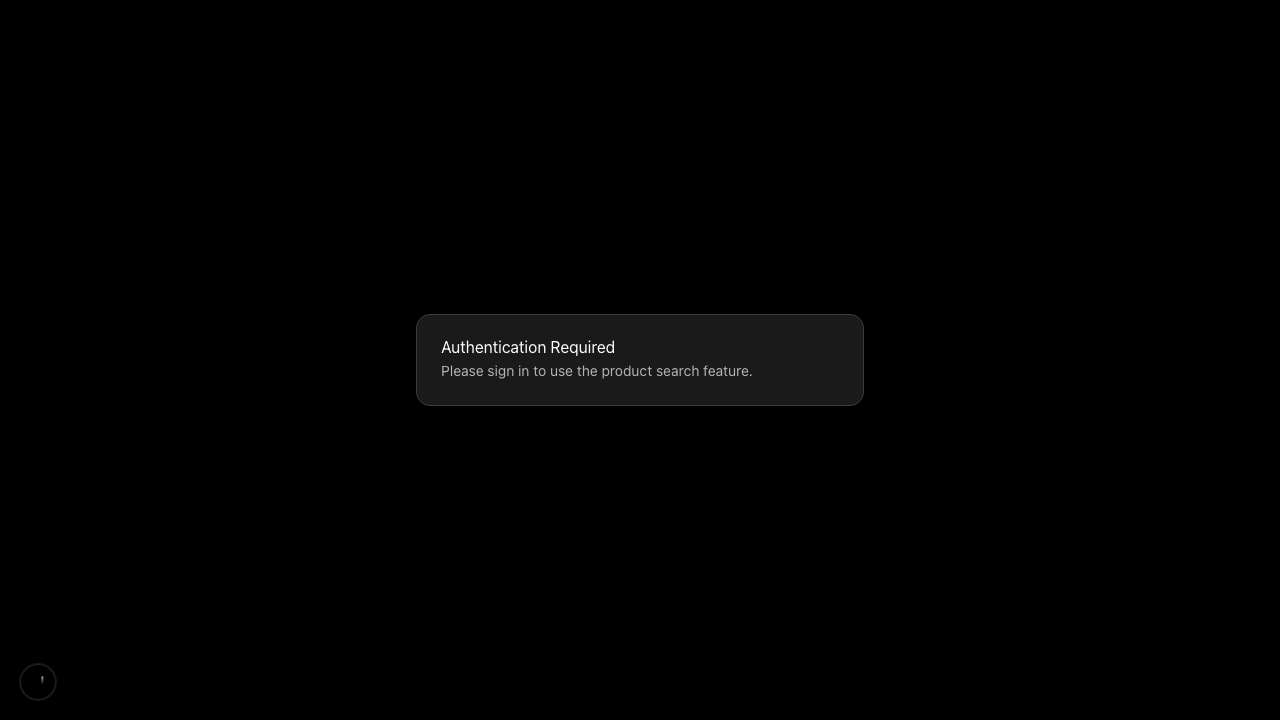 Authentication Required
Please sign in to use the product search feature.